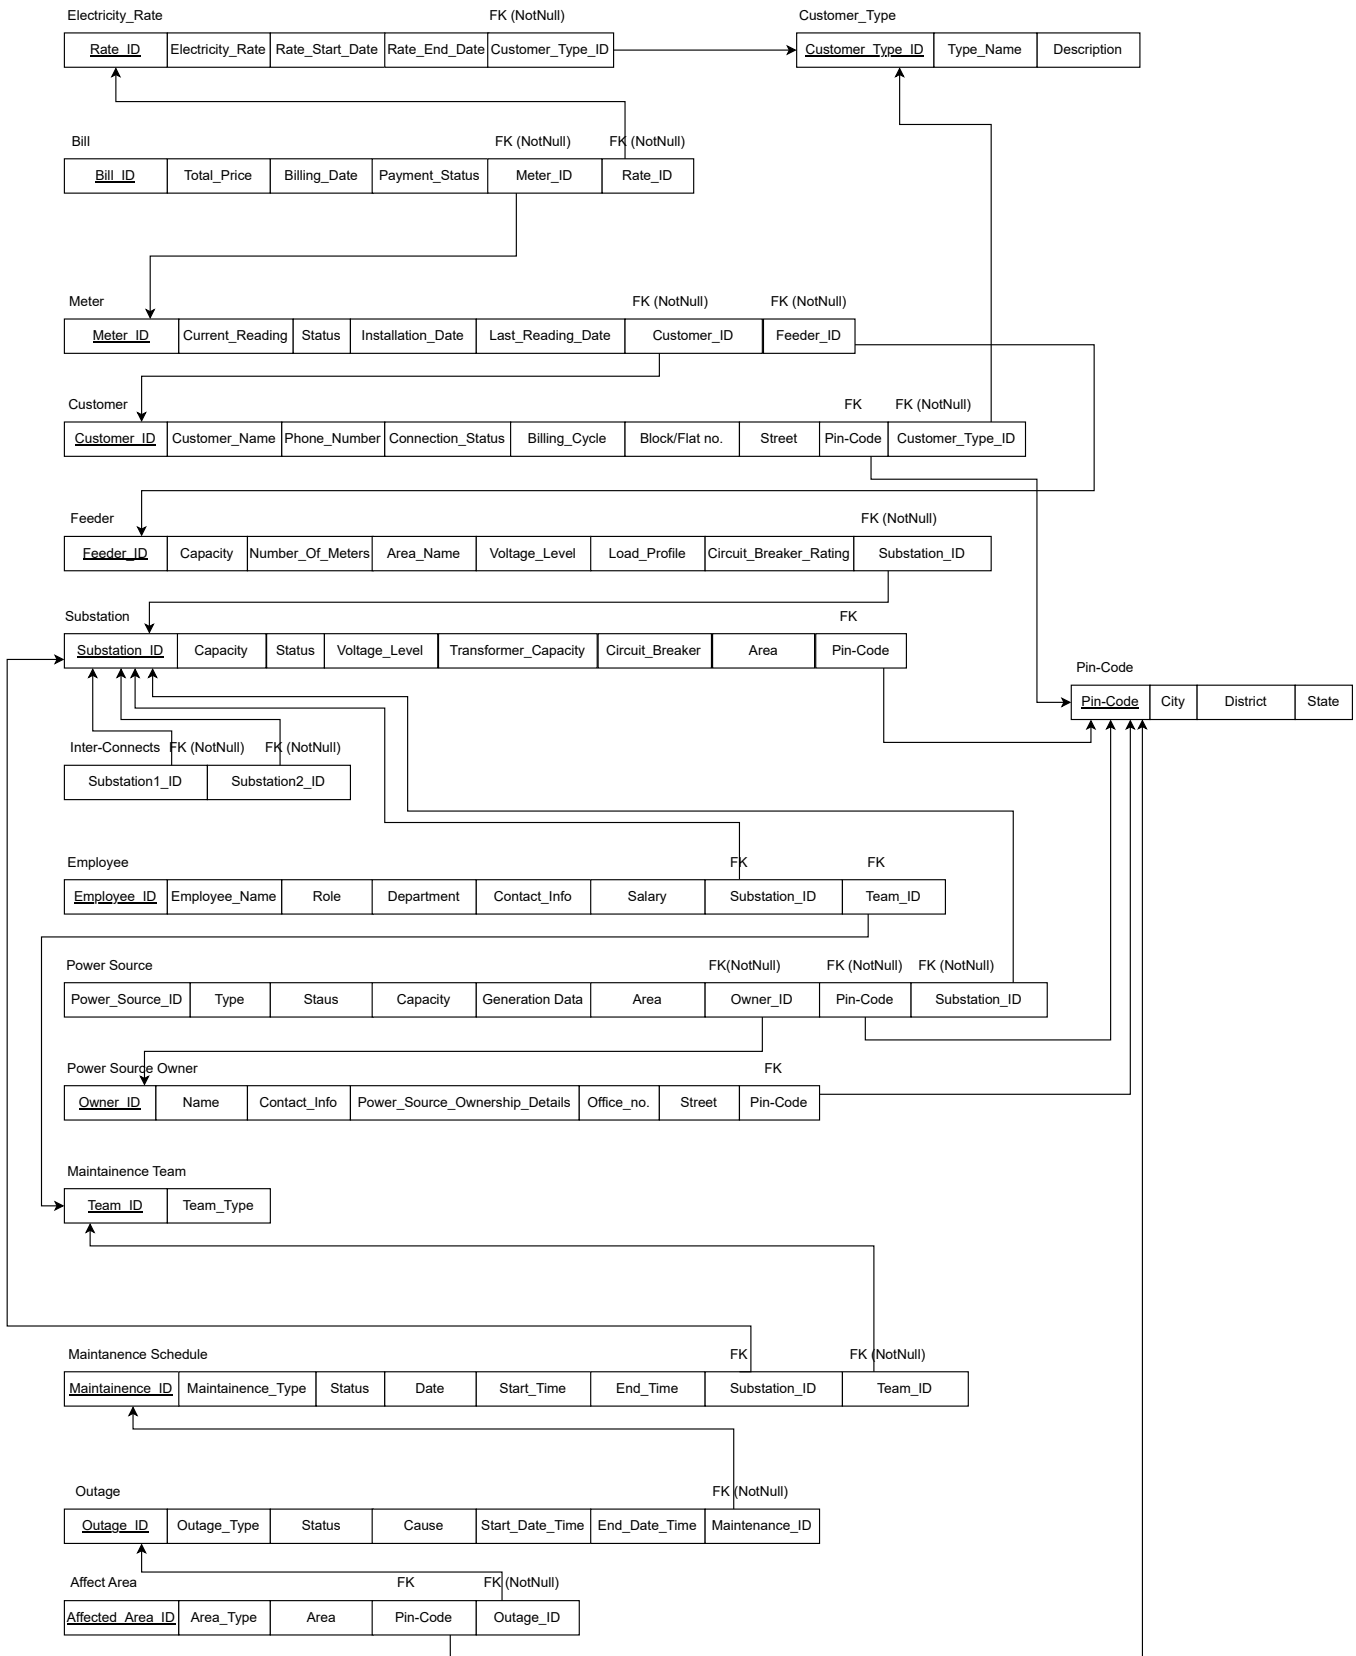 Electricity_Rate FK (NotNull) Customer_Type
Rate_ID Electricity_Rate Rate_Start_Date Rate_End_Date Customer_Type_ID Customer_Type_ID Type_Name Description
Bill FK (NotNull) FK (NotNull)
Bill_ID Total_Price Billing_Date Payment_Status Meter_ID Rate_ID
Meter FK (NotNull) FK (NotNull)
Meter_ID Current_Reading Status Installation_Date Last_Reading_Date Customer_ID Feeder_ID
Customer FK FK (NotNull)
Customer_ID Customer_Name Phone_Number Connection_Status Billing_Cycle Block/Flat no. Street Pin-Code Customer_Type_ID
Feeder FK (NotNull)
Feeder_ID Capacity Number_Of_Meters Area_Name Voltage_Level Load_Profile Circuit_Breaker_Rating Substation_ID
Substation FK
Substation_ID Capacity Status Voltage_Level Transformer_Capacity Circuit_Breaker Area Pin-Code
Pin-Code
Pin-Code City District State
Inter-Connects FK (NotNull) FK (NotNull)
Substation1_ID Substation2_ID
Employee FK FK
Employee_ID Employee_Name Role Department Contact_Info Salary Substation_ID Team_ID
Power Source FK(NotNull) FK (NotNull) FK (NotNull)
Power_Source_ID Type Staus Capacity Generation Data Area Owner_ID Pin-Code Substation_ID
Power Source Owner FK
Owner_ID Name Contact_Info Power_Source_Ownership_Details Office_no. Street Pin-Code
Maintainence Team
Team_ID Team_Type
Maintanence Schedule FK FK (NotNull)
Maintainence_ID Maintainence_Type Status Date Start_Time End_Time Substation_ID Team_ID
Outage FK (NotNull)
Outage_ID Outage_Type Status Cause Start_Date_Time End_Date_Time Maintenance_ID
Affect Area FK FK (NotNull)
Affected_Area_ID Area_Type Area Pin-Code Outage_ID